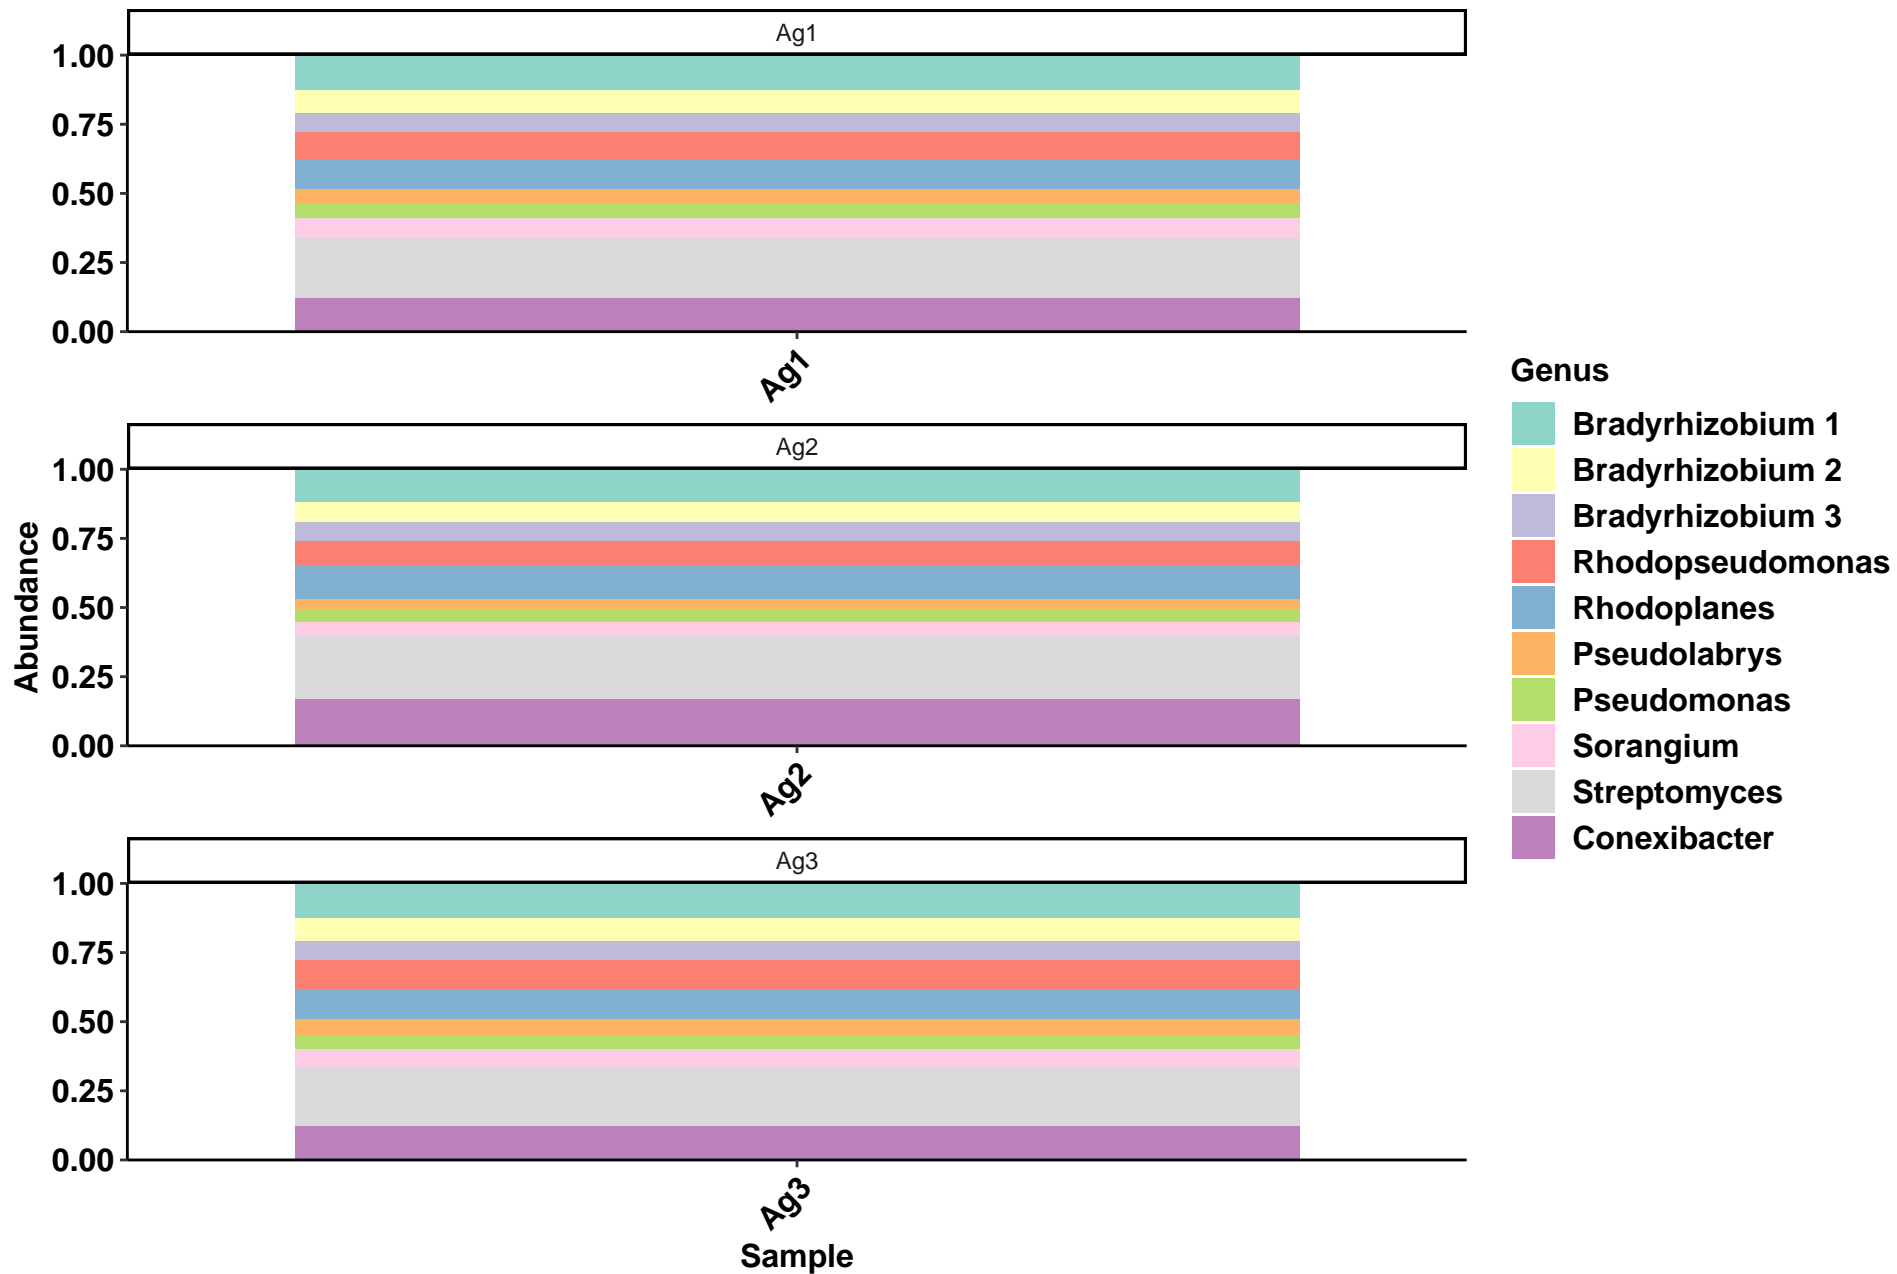 Ag1
1.00
0.75
0.50
0.25
0.00
Ag1
Ag2
1.00
0.75
0.50
0.25
0.00
Ag2
Ag3
1.00
0.75
0.50
0.25
0.00
Ag3
Abundance
Sample
Genus
Bradyrhizobium 1
Bradyrhizobium 2
Bradyrhizobium 3
Rhodopseudomonas
Rhodoplanes
Pseudolabrys
Pseudomonas
Sorangium
Streptomyces
Conexibacter